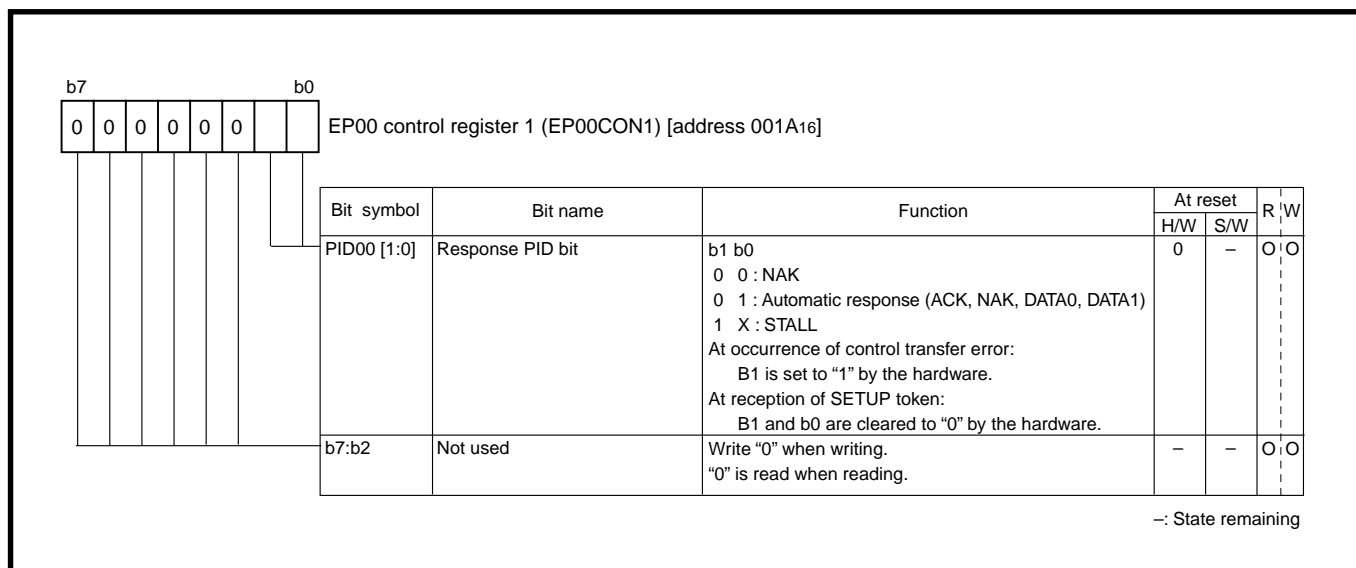 b7 b0
0 0 0 0 0 0 EP00 control register 1 (EP00CON1) [address 001A16]
Bit symbol Bit name Function At reset R W
H/W S/W
PID00 [1:0] Response PID bit b1 b0 0 – O O
0 0 : NAK
0 1 : Automatic response (ACK, NAK, DATA0, DATA1)
1 X : STALL
At occurrence of control transfer error:
B1 is set to “1” by the hardware.
At reception of SETUP token:
B1 and b0 are cleared to “0” by the hardware.
b7:b2 Not used Write “0” when writing. – – O O
“0” is read when reading.
–: State remaining